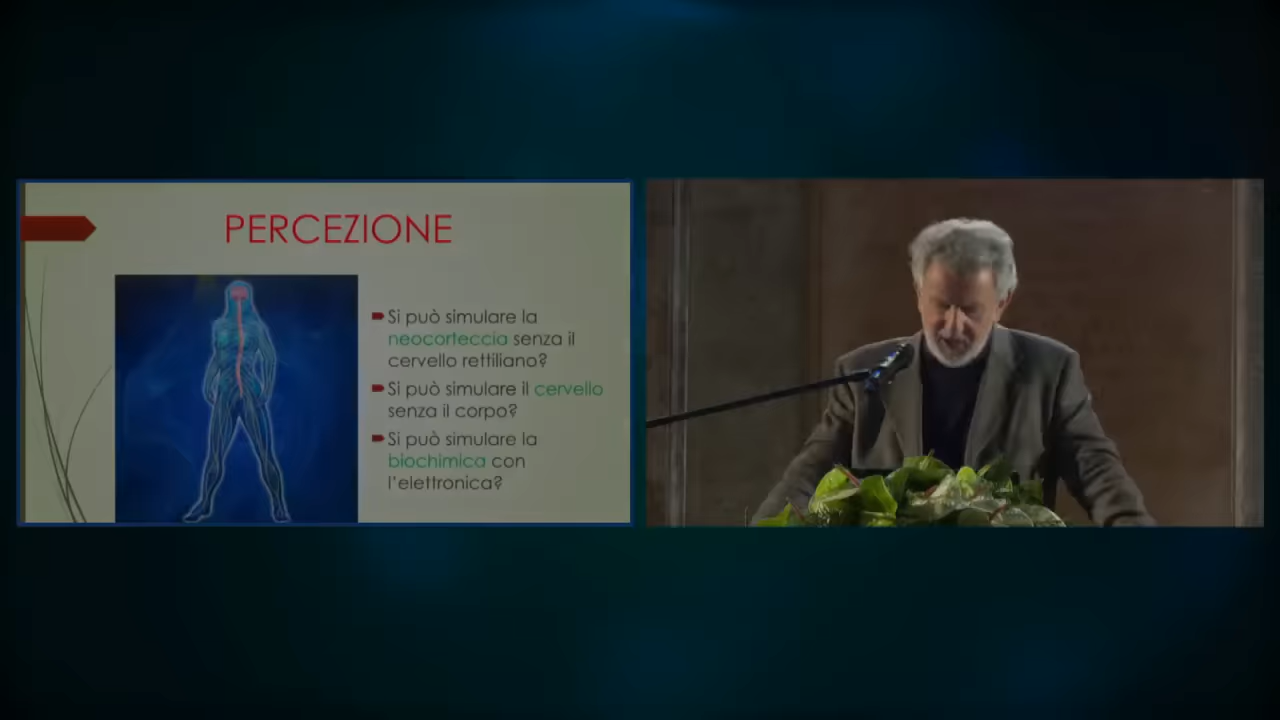 PERCEZIONE
Si può simulare la
neocorteccia senza il
cervello rettiliano?
Si può simulare il cervello
senza il corpo?
Si può simulare la
biochimica con
l'elettronica?